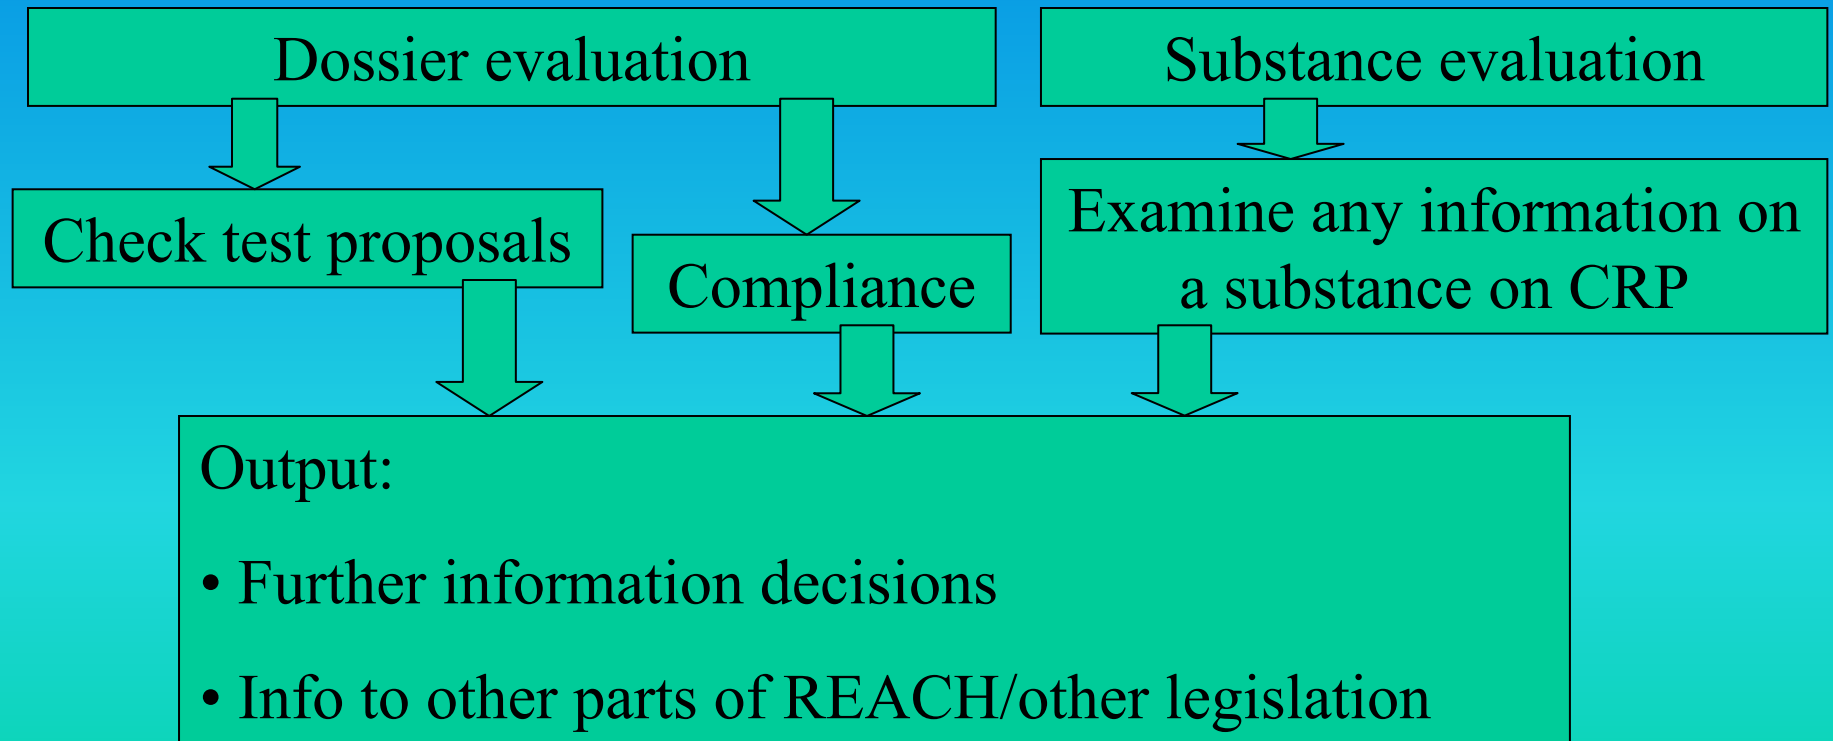 Dossier evaluation
Substance evaluation
Check test proposals
Compliance
Examine any information on
a substance on CRP
Output:
• Further information decisions
• Info to other parts of REACH/other legislation